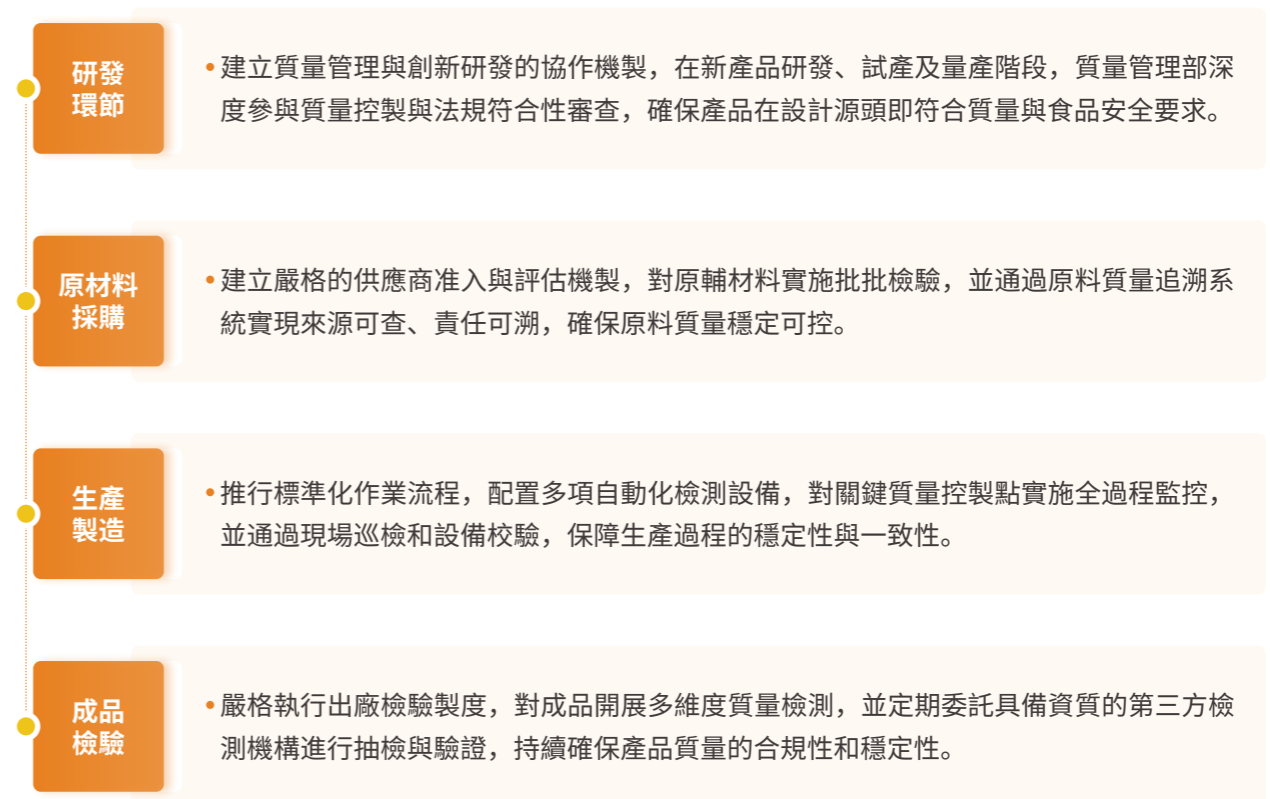 研發
環節
•建立質量管理與創新研發的協作機製，在新產品研發、試產及量產階段，質量管理部深
度參與質量控製與法規符合性審查，確保產品在設計源頭即符合質量與食品安全要求。
原材料
採購
•建立嚴格的供應商准入與評估機製，對原輔材料實施批批檢驗，並通過原料質量追溯系
統實現來源可查、責任可溯，確保原料質量穩定可控。
生產
製造
•推行標準化作業流程，配置多項自動化檢測設備，對關鍵質量控製點實施全過程監控，
並通過現場巡檢和設備校驗，保障生產過程的穩定性與一致性。
成品
檢驗
•嚴格執行出廠檢驗製度，對成品開展多維度質量檢測，並定期委託具備資質的第三方檢
測機構進行抽檢與驗證，持續確保產品質量的合規性和穩定性。